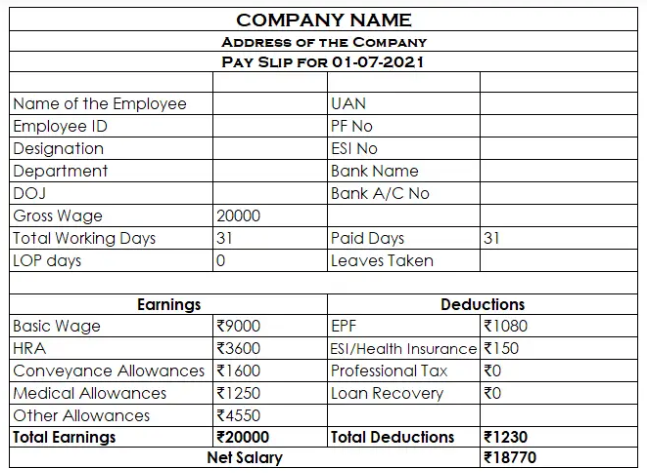 COMPANY NAME
ADDRESS OF THE COMPANY
PAY SLIP FOR 01-07-2021
Name of the Employee UAN
Employee ID PF No
Designation ESI No
Department Bank Name
DOJ Bank A/C No
Gross Wage 20000
Total Working Days 31 Paid Days 31
LOP days 0 Leaves Taken
Earnings Deductions
Basic Wage ₹9000 EPF ₹1080
HRA ₹3600 ESI/Health Insurance ₹150
Conveyance Allowances ₹1600 Professional Tax ₹0
Medical Allowances ₹1250 Loan Recovery ₹0
Other Allowances ₹4550
Total Earnings ₹20000 Total Deductions ₹1230
Net Salary ₹18770